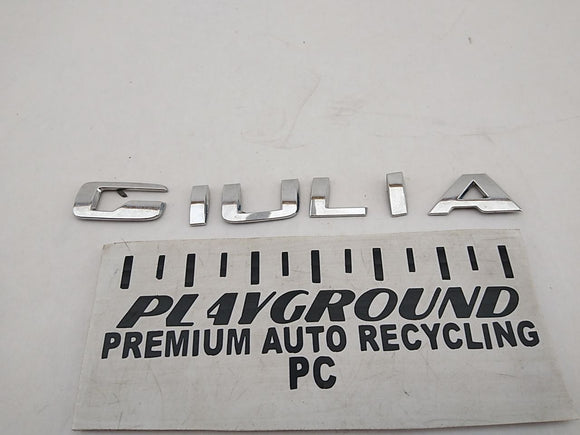 GIULIA
PLAYGROUND
PREMIUM AUTO RECYCLING
PC